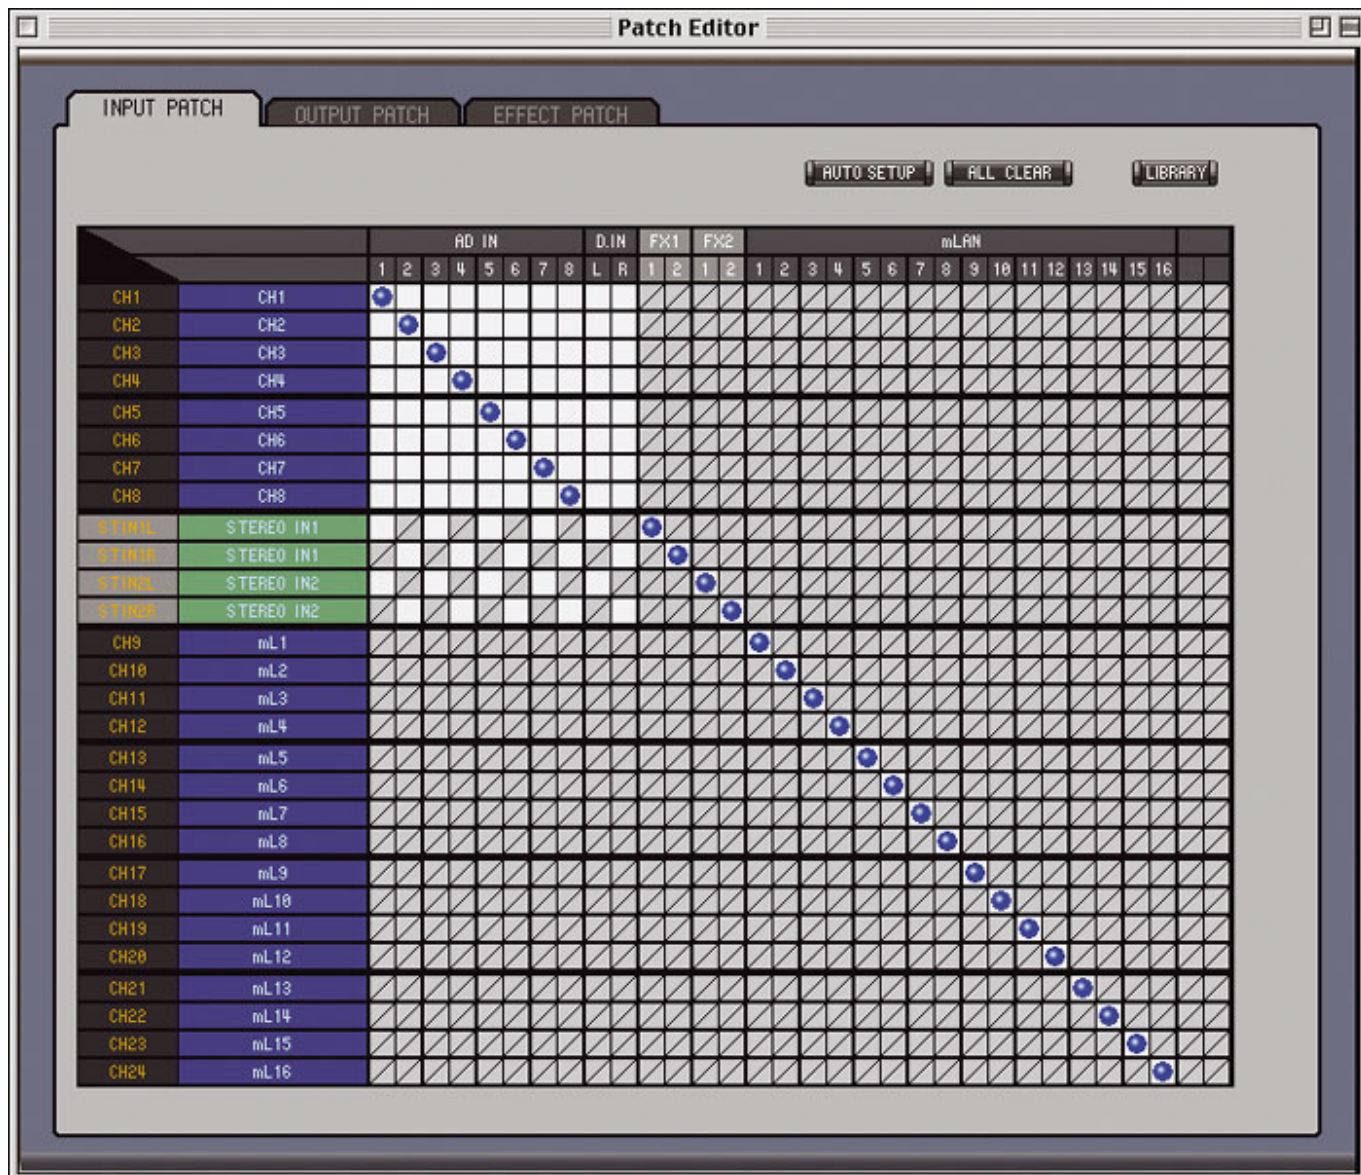 Patch Editor
INPUT PATCH OUTPUT PATCH EFFECT PATCH
AUTO SETUP ALL CLEAR LIBRARY
AD IN D.IN FX1 FX2 mLAN
1 2 3 4 5 6 7 8 L R 1 2 1 2 1 2 3 4 5 6 7 8 9 10 11 12 13 14 15 16
CH1 CH1
CH2 CH2
CH3 CH3
CH4 CH4
CH5 CH5
CH6 CH6
CH7 CH7
CH8 CH8
STIN1L STEREO IN1
STIN1R STEREO IN1
STIN2L STEREO IN2
STIN2R STEREO IN2
CH9 mL1
CH10 mL2
CH11 mL3
CH12 mL4
CH13 mL5
CH14 mL6
CH15 mL7
CH16 mL8
CH17 mL9
CH18 mL10
CH19 mL11
CH20 mL12
CH21 mL13
CH22 mL14
CH23 mL15
CH24 mL16